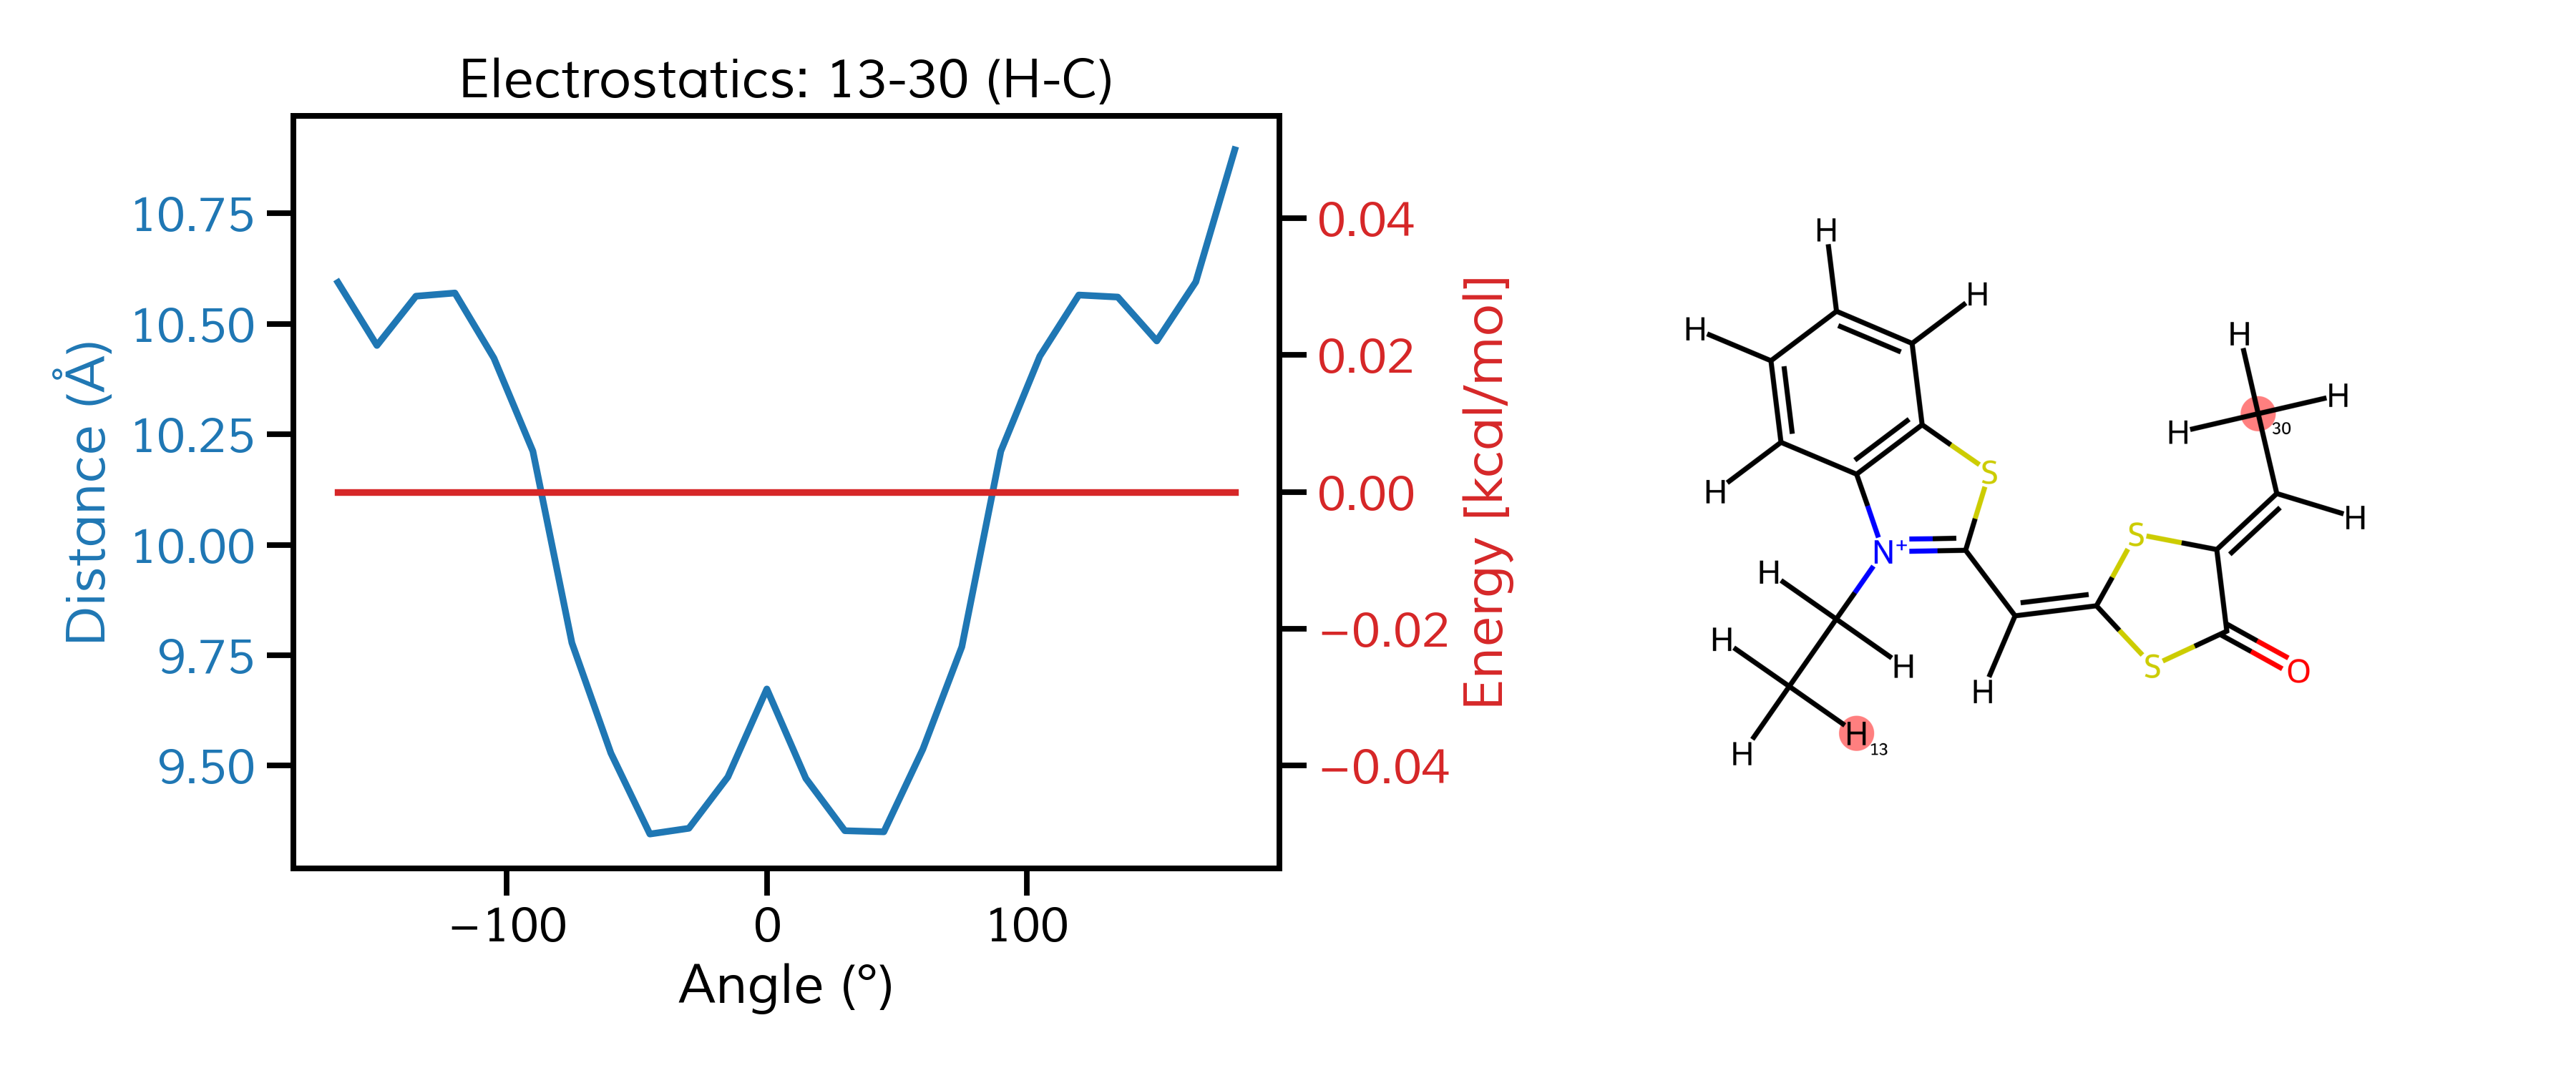 Electrostatics: 13-30 (H-C)
Distance (Å)
10.75
10.50
10.25
10.00
9.75
9.50
0.04
0.02
0.00
−0.02
−0.04
Energy [kcal/mol]
−100
0
100
Angle (°)
H
H
H
H
H
H
H
30
S
H
H
S
N+
H
H
H
S
O
H
H
13
H